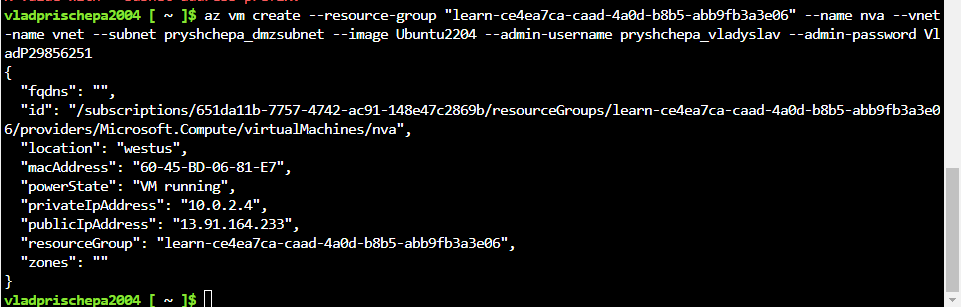 vladprischepa2004 [ ~ ]$ az vm create --resource-group "learn-ce4ea7ca-caad-4a0d-b8b5-abb9fb3a3e06" --name nva --vnet
-name vnet --subnet pryshchepa_dmzsubnet --image Ubuntu2204 --admin-username pryshchepa_vladyslav --admin-password Vl
adP29856251
{
  "fqdns": "",
  "id": "/subscriptions/651da11b-7757-4742-ac91-148e47c2869b/resourceGroups/learn-ce4ea7ca-caad-4a0d-b8b5-abb9fb3a3e0
6/providers/Microsoft.Compute/virtualMachines/nva",
  "location": "westus",
  "macAddress": "60-45-BD-06-81-E7",
  "powerState": "VM running",
  "privateIpAddress": "10.0.2.4",
  "publicIpAddress": "13.91.164.233",
  "resourceGroup": "learn-ce4ea7ca-caad-4a0d-b8b5-abb9fb3a3e06",
  "zones": ""
}
vladprischepa2004 [ ~ ]$